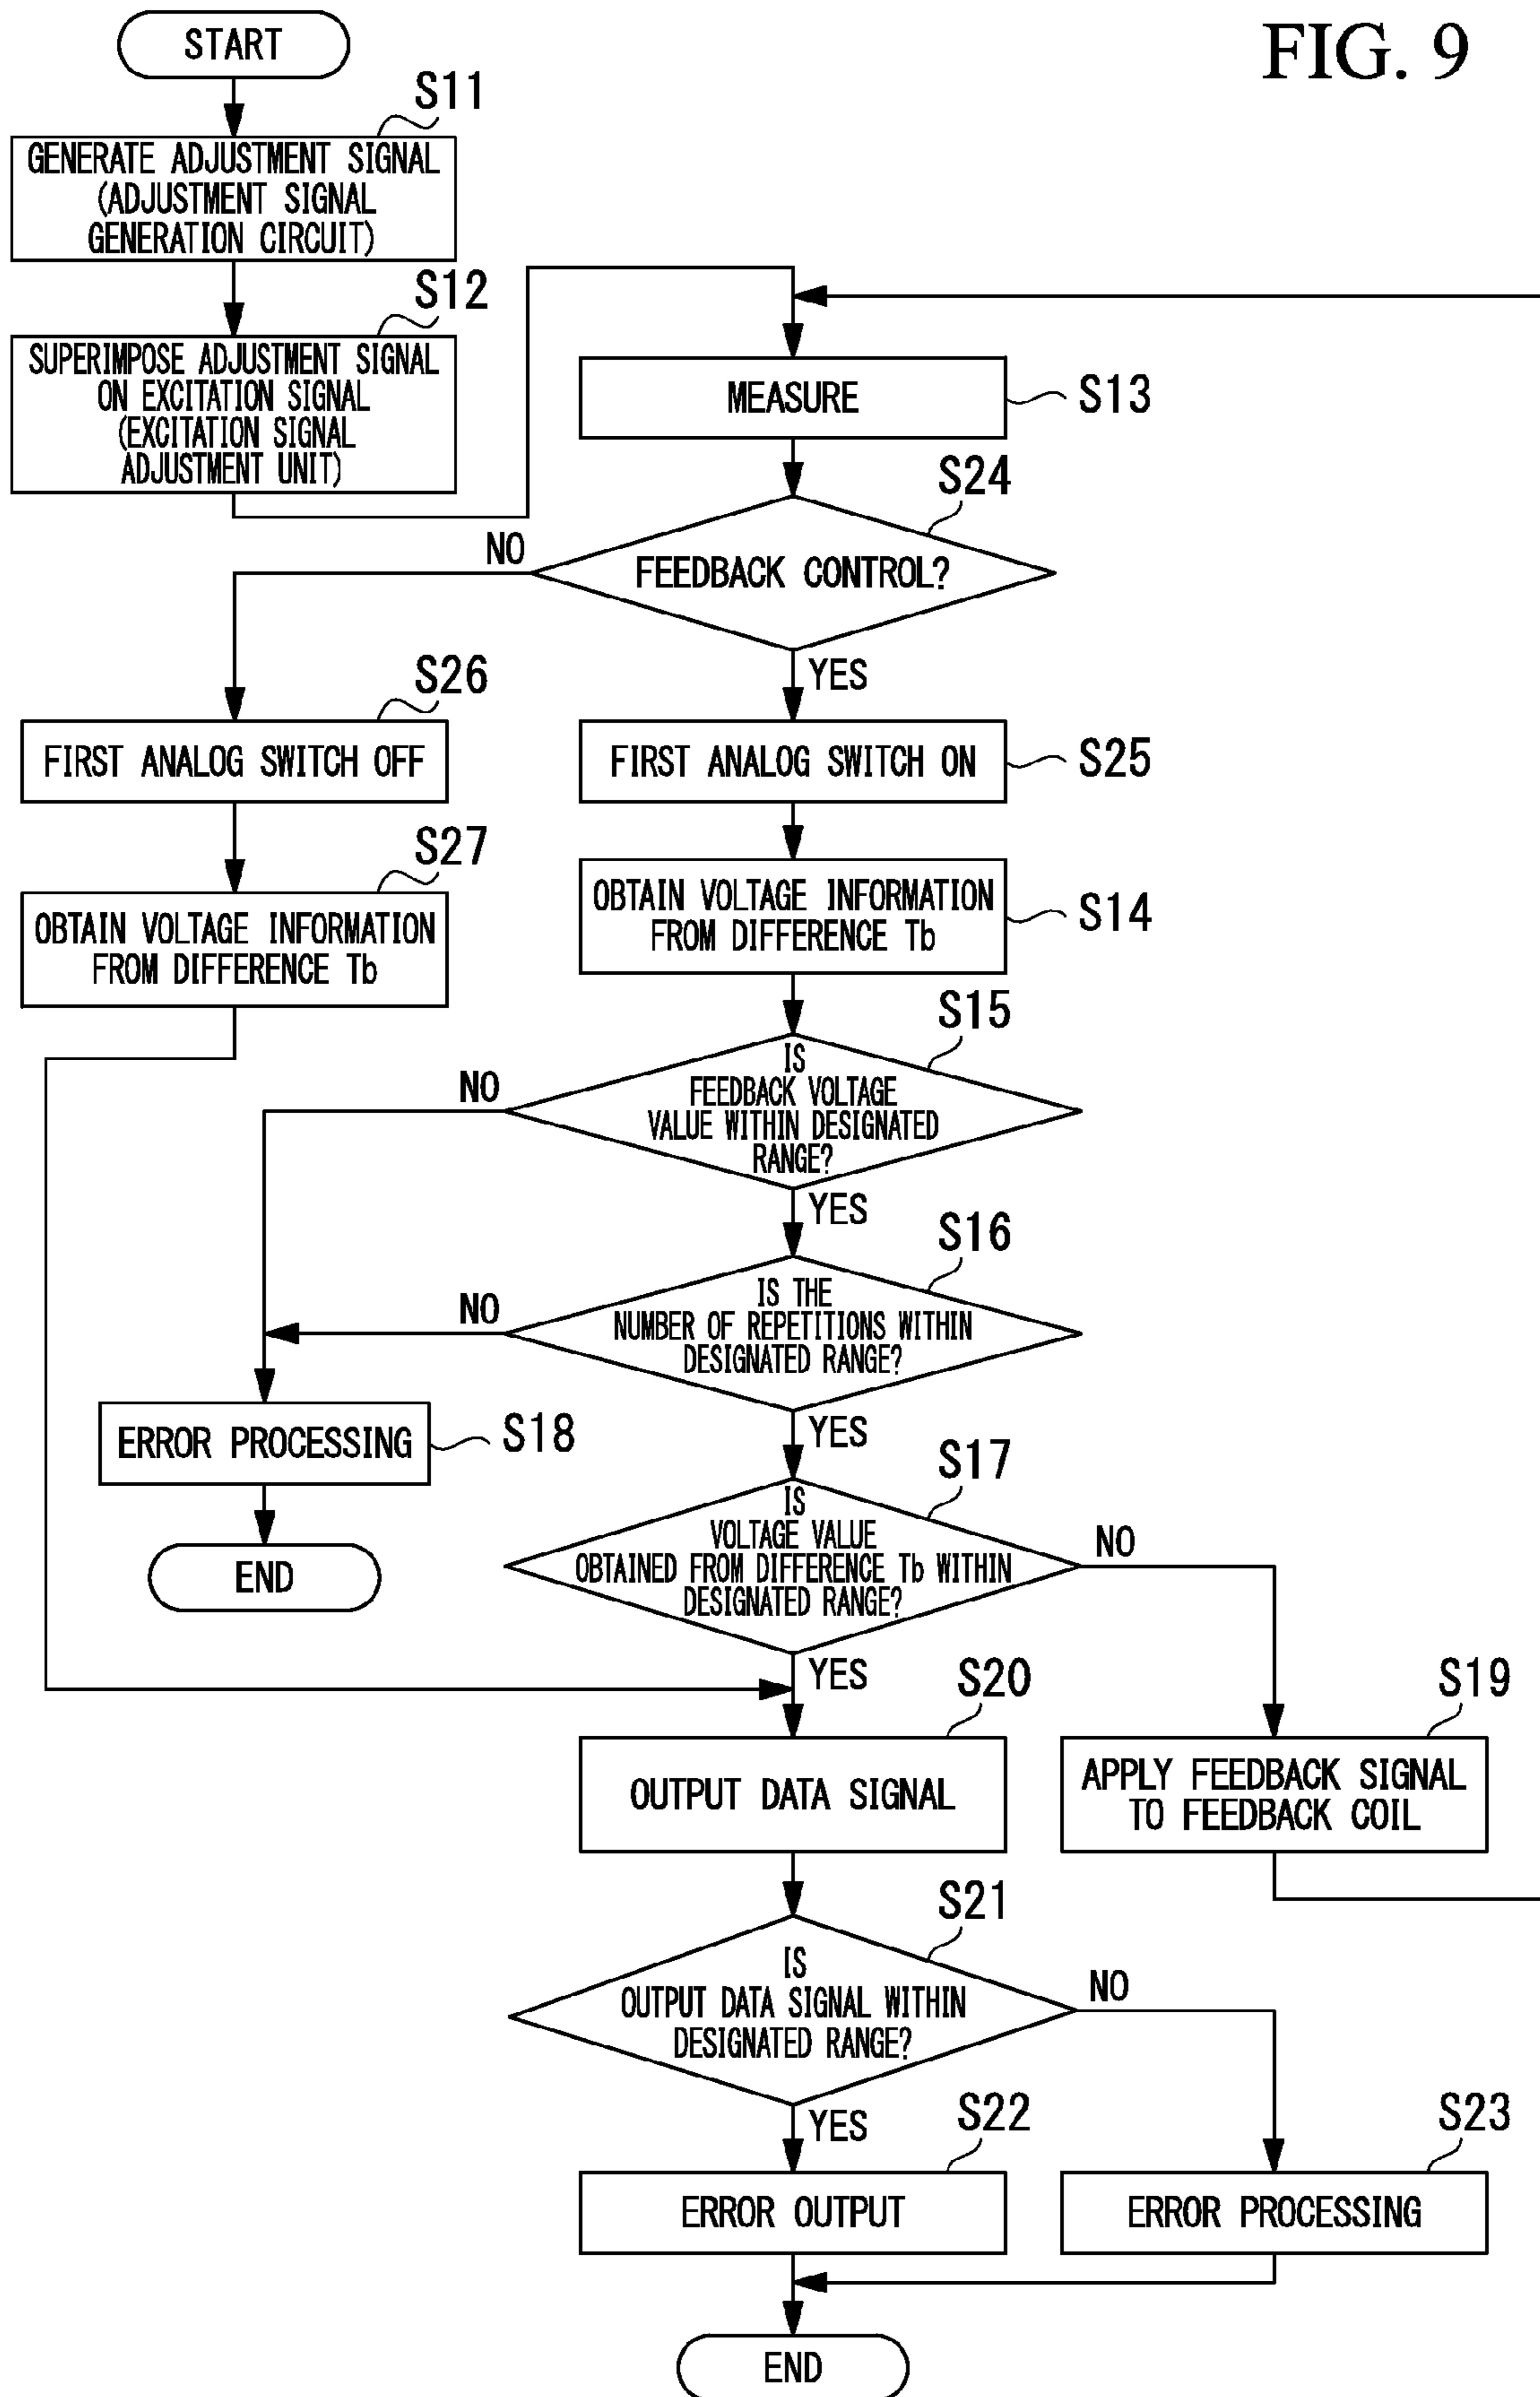 FIG. 9
START
S11
GENERATE ADJUSTMENT SIGNAL
(ADJUSTMENT SIGNAL
GENERATION CIRCUIT)
S12
SUPERIMPOSE ADJUSTMENT SIGNAL
ON EXCITATION SIGNAL
(EXCITATION SIGNAL
ADJUSTMENT UNIT)
MEASURE
S13
S24
FEEDBACK CONTROL?
NO
YES
S26
FIRST ANALOG SWITCH OFF
FIRST ANALOG SWITCH ON
S25
S27
OBTAIN VOLTAGE INFORMATION
FROM DIFFERENCE Tb
OBTAIN VOLTAGE INFORMATION
FROM DIFFERENCE Tb
S14
S15
IS
FEEDBACK VOLTAGE
VALUE WITHIN DESIGNATED
RANGE?
NO
YES
S16
IS THE
NUMBER OF REPETITIONS WITHIN
DESIGNATED RANGE?
NO
YES
ERROR PROCESSING
S18
END
S17
IS
VOLTAGE VALUE
OBTAINED FROM DIFFERENCE Tb WITHIN
DESIGNATED RANGE?
NO
YES
S20
OUTPUT DATA SIGNAL
S19
APPLY FEEDBACK SIGNAL
TO FEEDBACK COIL
S21
IS
OUTPUT DATA SIGNAL WITHIN
DESIGNATED RANGE?
NO
YES
S22
ERROR OUTPUT
S23
ERROR PROCESSING
END